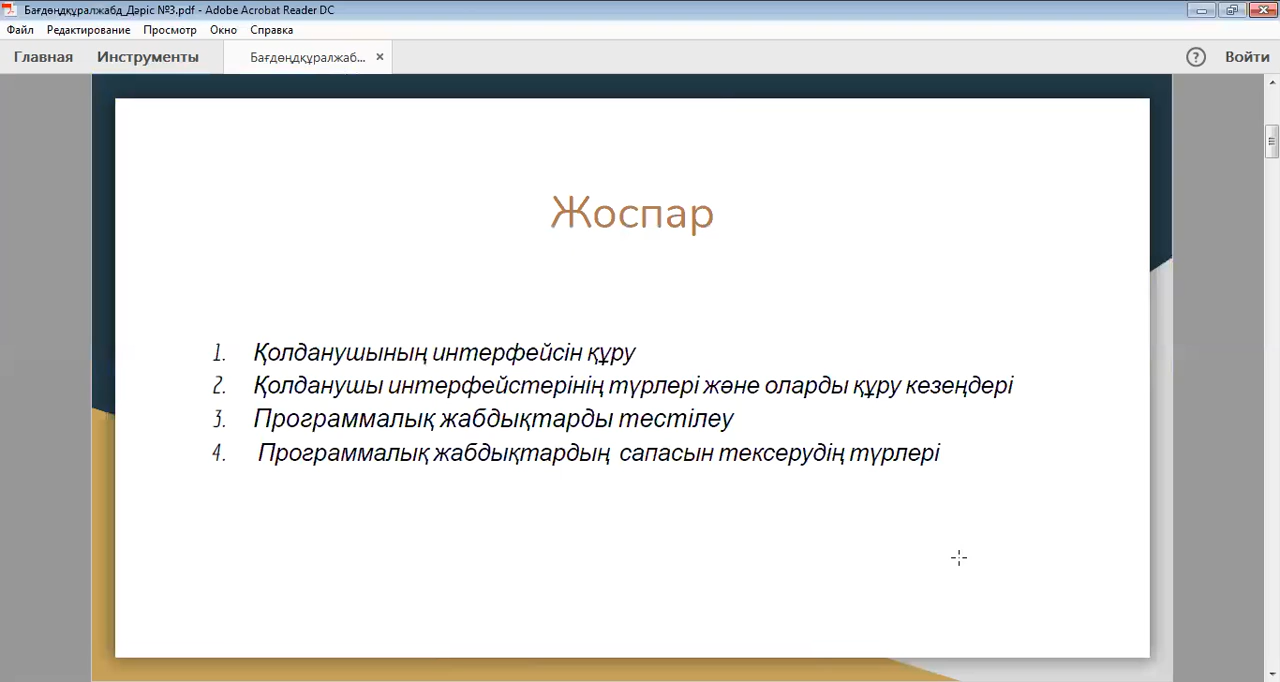 Бағдөндқұралжабд_Дәріс №3.pdf - Adobe Acrobat Reader DC
Файл Редактирование Просмотр Окно Справка
Главная Инструменты Бағдөңдқұралжаб... × ? Войти
Жоспар
1. Қолданушының интерфейсін құру
2. Қолданушы интерфейстерінің түрлері және оларды құру кезеңдері
3. Программалық жабдықтарды тестілеу
4. Программалық жабдықтардың сапасын тексерудің түрлері